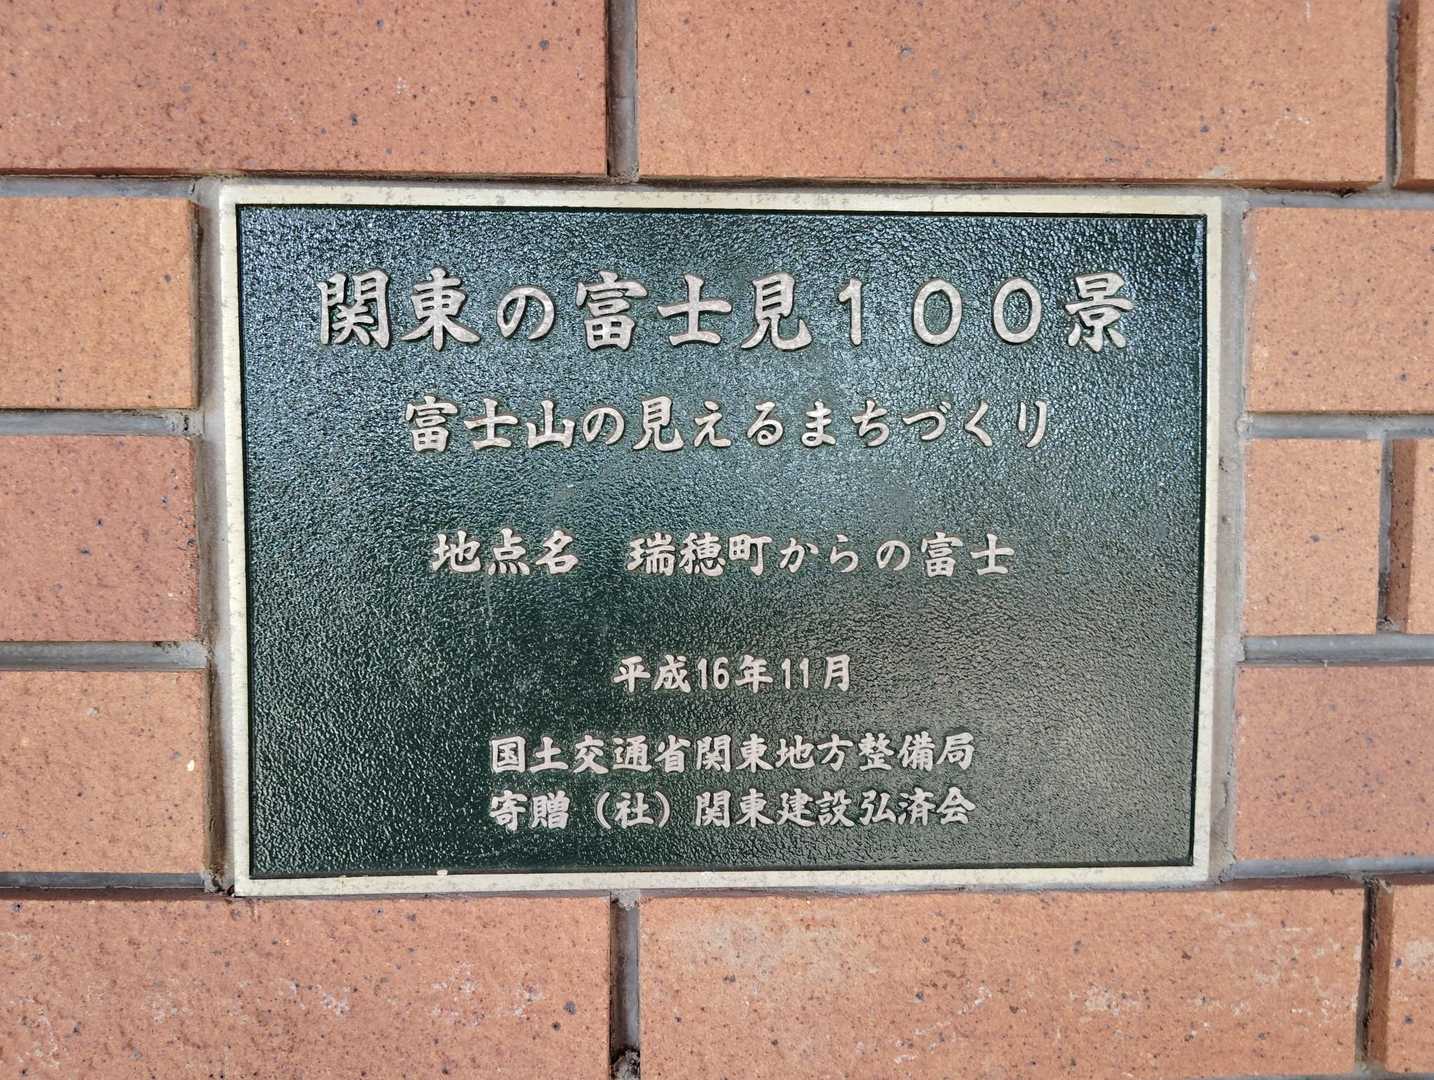 関東の富士見１００景
富士山の見えるまちづくり
地点名　瑞穂町からの富士
平成16年11月
国土交通省関東地方整備局
寄贈（社）関東建設弘済会